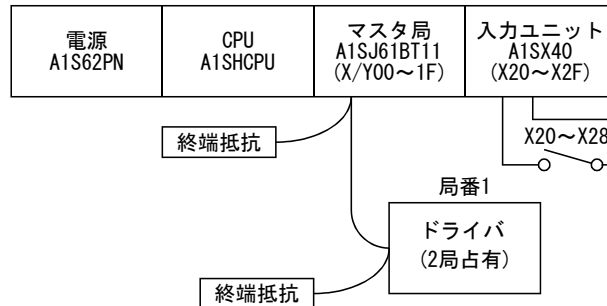 電源
A1S62PN
CPU
A1SHCPU
マスタ局
A1SJ61BT11
(X/Y00～1F)
入力ユニット
A1SX40
(X20～X2F)
X20～X28
終端抵抗
局番1
ドライバ
(2局占有)
終端抵抗